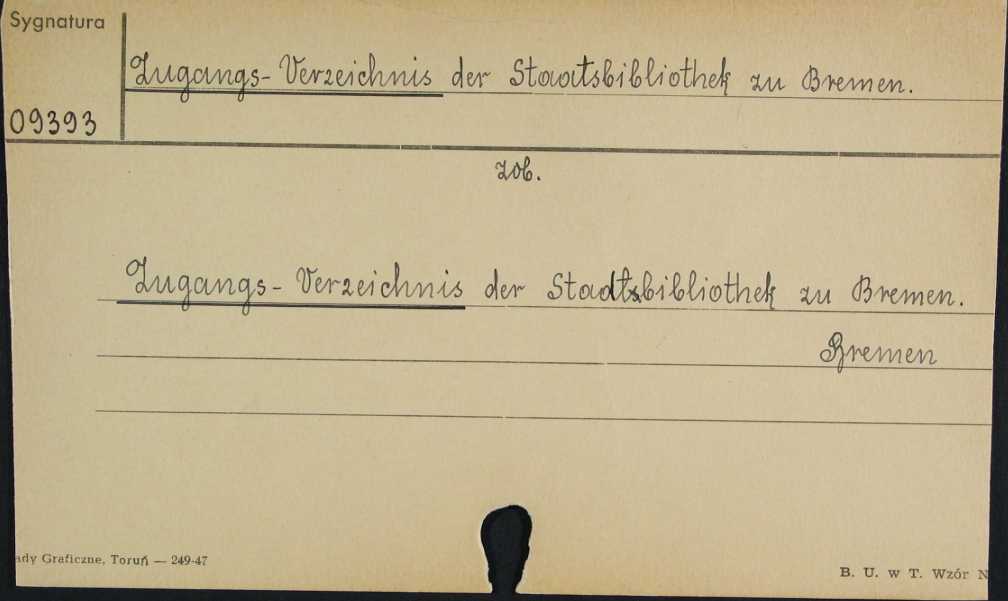 Sygnatura
Zugangs-Verzeichnis der Staatsbibliothek zu Bremen.
09393
zob.
Zugangs-Verzeichnis der Stadtsbibliothek zu Bremen.
Bremen
ady Graficzne, Toruń — 249-47
B. U. w T. Wzór N